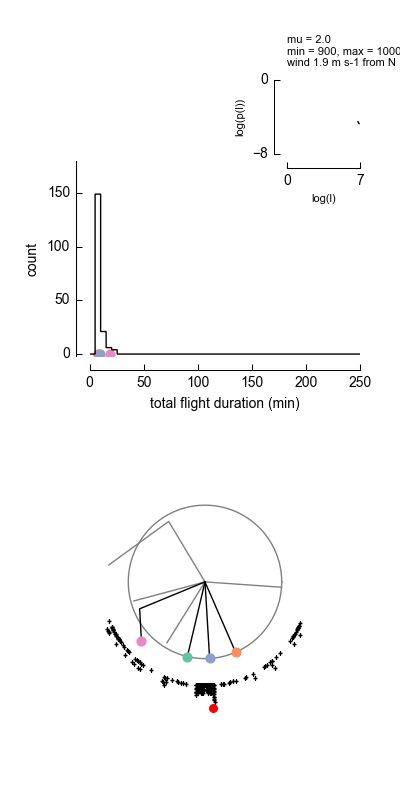 mu = 2.0
min = 900, max = 1000
wind 1.9 m s-1 from N
0
log(p(l))
−8
0
7
log(l)
150
100
50
0
count
0
50
100
150
200
250
total flight duration (min)